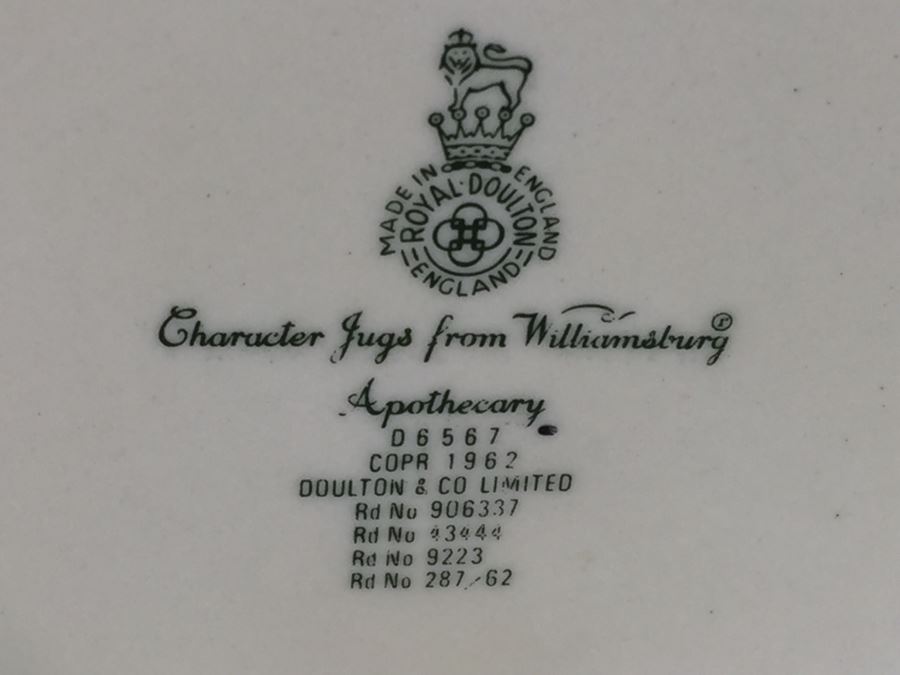 MADE IN ENGLAND
ROYAL·DOULTON
ENGLAND
Character Jugs from Williamsburg®
Apothecary
D 6567
COPR 1962
DOULTON & CO LIMITED
Rd No 906337
Rd No 43444
Rd No 9223
Rd No 287/62